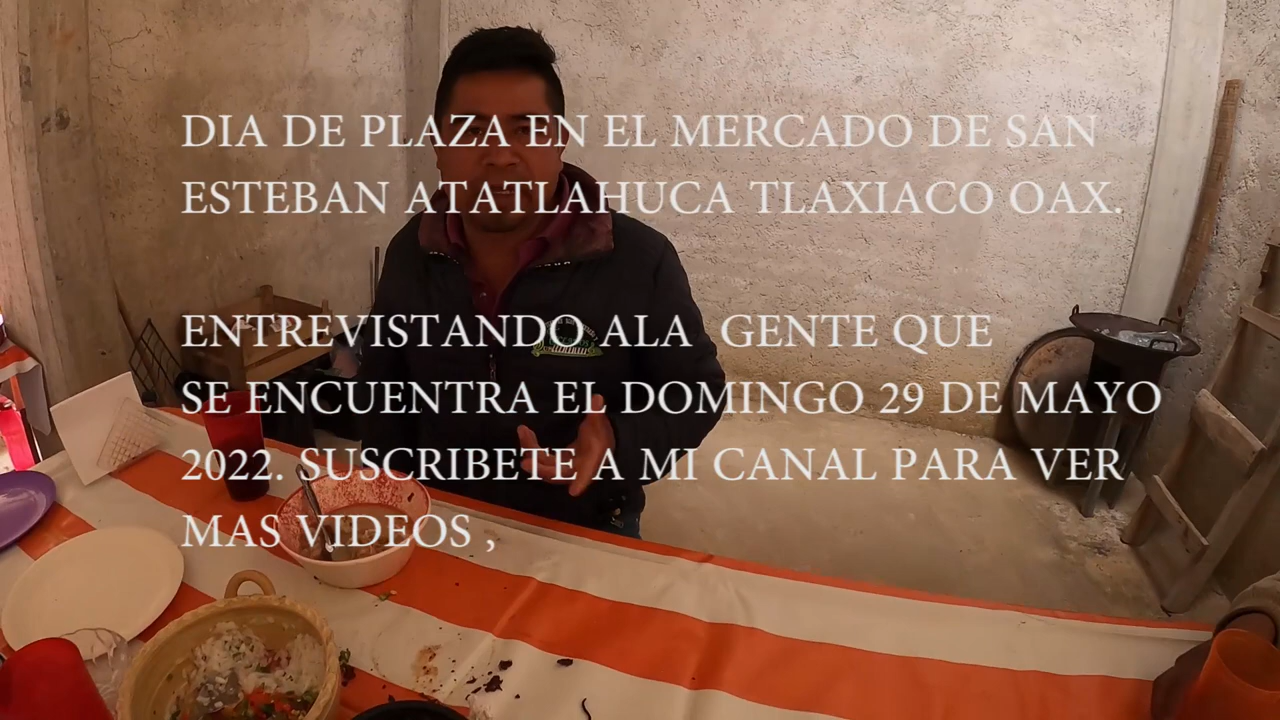 DIA DE PLAZA EN EL MERCADO DE SAN
ESTEBAN ATATLAHUCA TLAXIACO OAX.
ENTREVISTANDO ALA GENTE QUE
SE ENCUENTRA EL DOMINGO 29 DE MAYO
2022. SUSCRIBETE A MI CANAL PARA VER
MAS VIDEOS ,